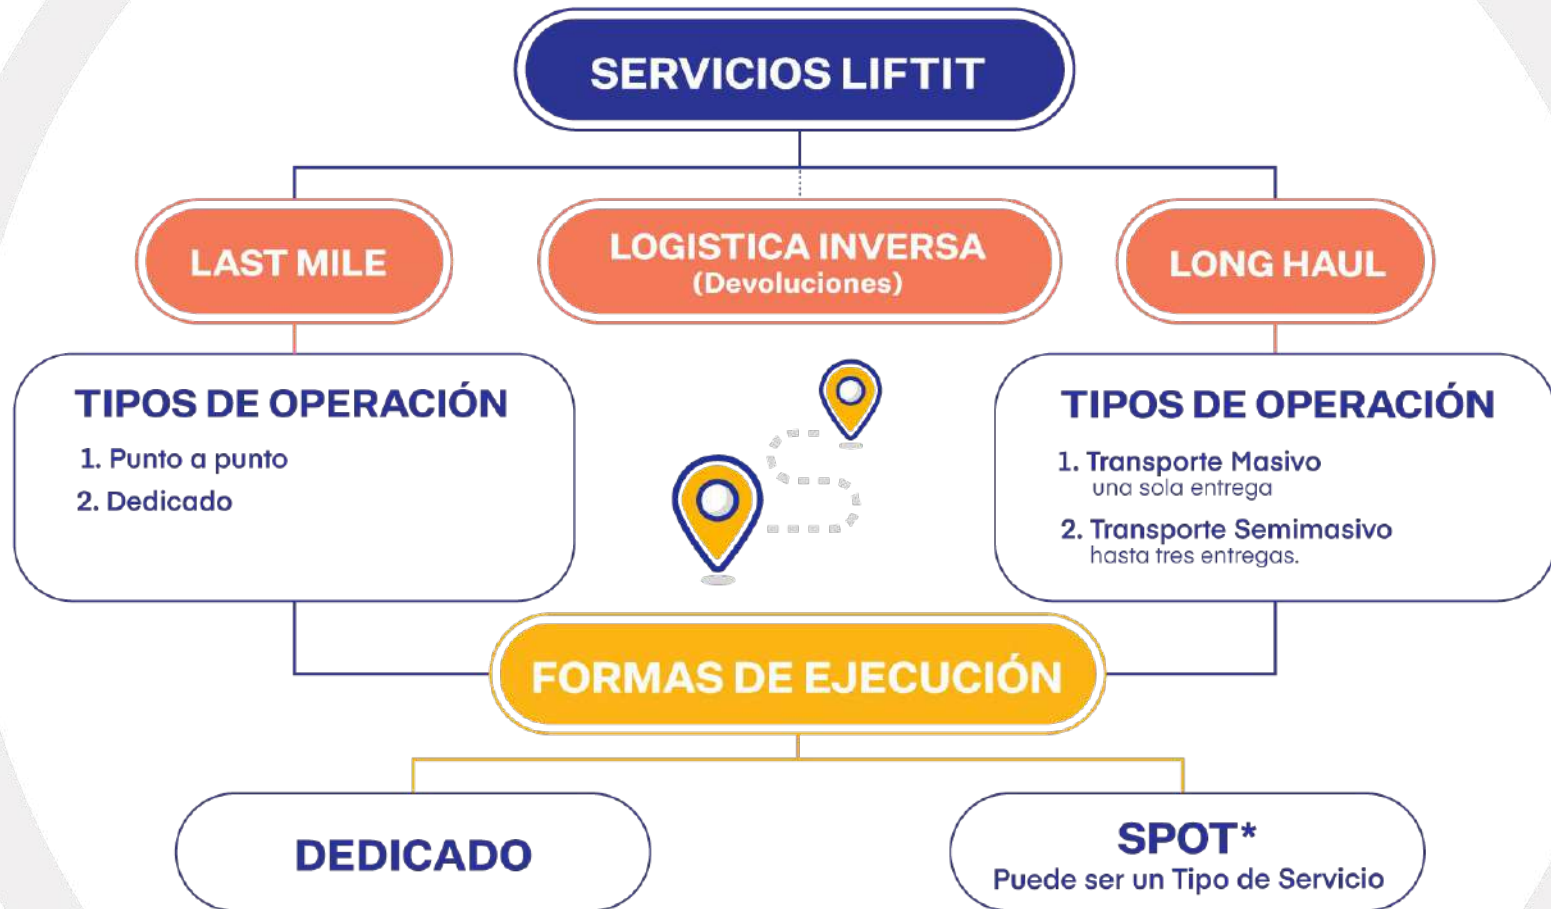 SERVICIOS LIFTIT
LAST MILE
LOGISTICA INVERSA
(Devoluciones)
LONG HAUL
TIPOS DE OPERACIÓN
1. Punto a punto
2. Dedicado
TIPOS DE OPERACIÓN
1. Transporte Masivo
una sola entrega
2. Transporte Semimasivo
hasta tres entregas.
FORMAS DE EJECUCIÓN
DEDICADO
SPOT*
Puede ser un Tipo de Servicio